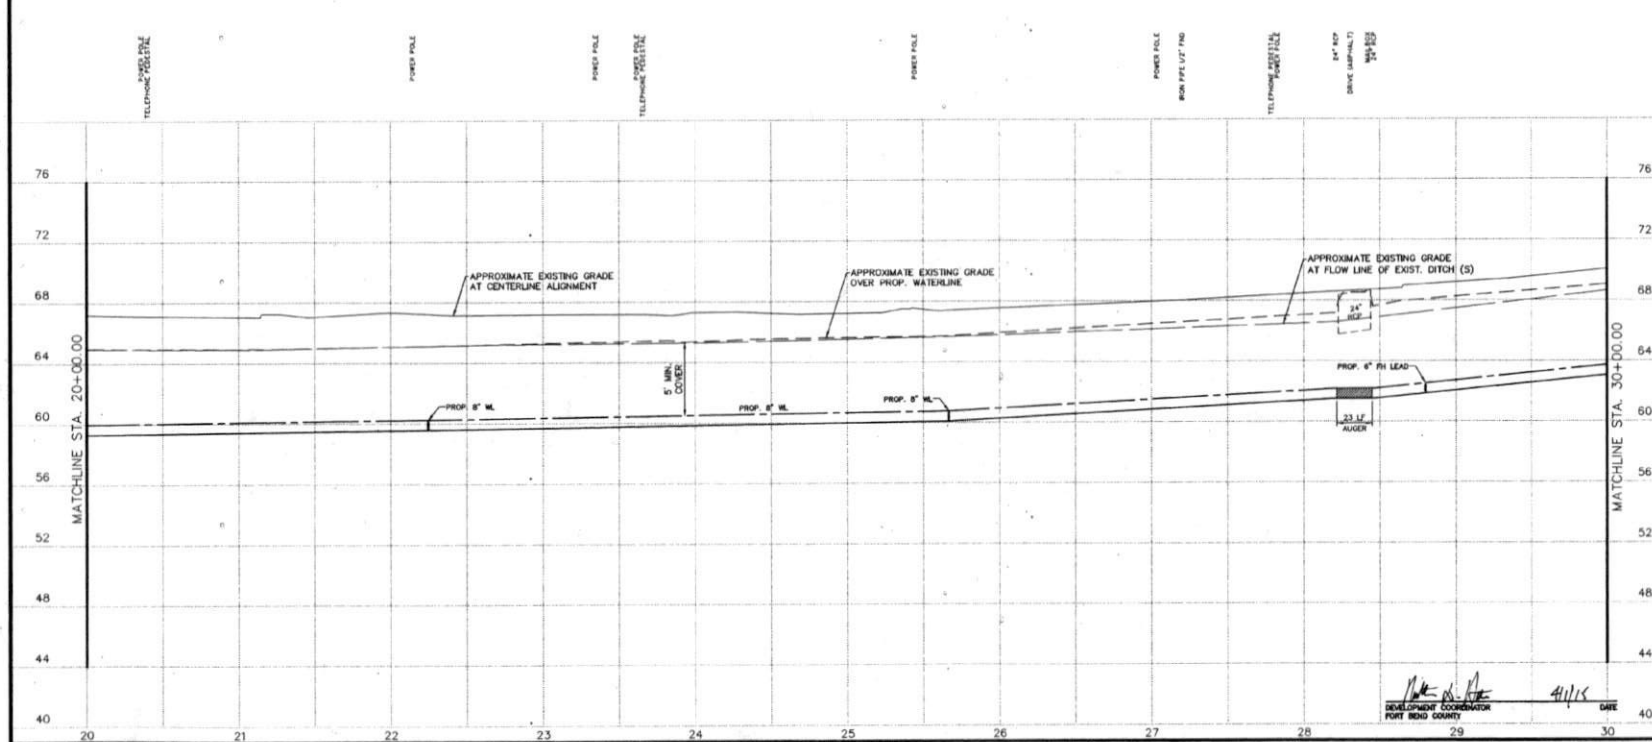 POWER POLE
TELEPHONE PEDESTAL
POWER POLE
POWER POLE
POWER POLE
TELEPHONE PEDESTAL
POWER POLE
POWER POLE
IRON PIPE 1/2" FND
TELEPHONE PEDESTAL
POWER POLE
24" RCP
DRIVE (ASPHALT)
MAILBOX
24" RCP
76
76
72
72
APPROXIMATE EXISTING GRADE
AT CENTERLINE ALIGNMENT
APPROXIMATE EXISTING GRADE
OVER PROP. WATERLINE
APPROXIMATE EXISTING GRADE
AT FLOW LINE OF EXIST. DITCH (S)
68
68
24"
RCP
MATCHLINE STA. 20+00.00
MATCHLINE STA. 30+00.00
64
64
5' MIN.
COVER
PROP. 6" FH LEAD
PROP. 8" WL
PROP. 8" WL
PROP. 8" WL
60
60
23 LF
AUGER
56
56
52
52
48
48
44
44
4/1/15
DEVELOPMENT COORDINATOR
FORT BEND COUNTY
DATE
40
40
20
21
22
23
24
25
26
27
28
29
30